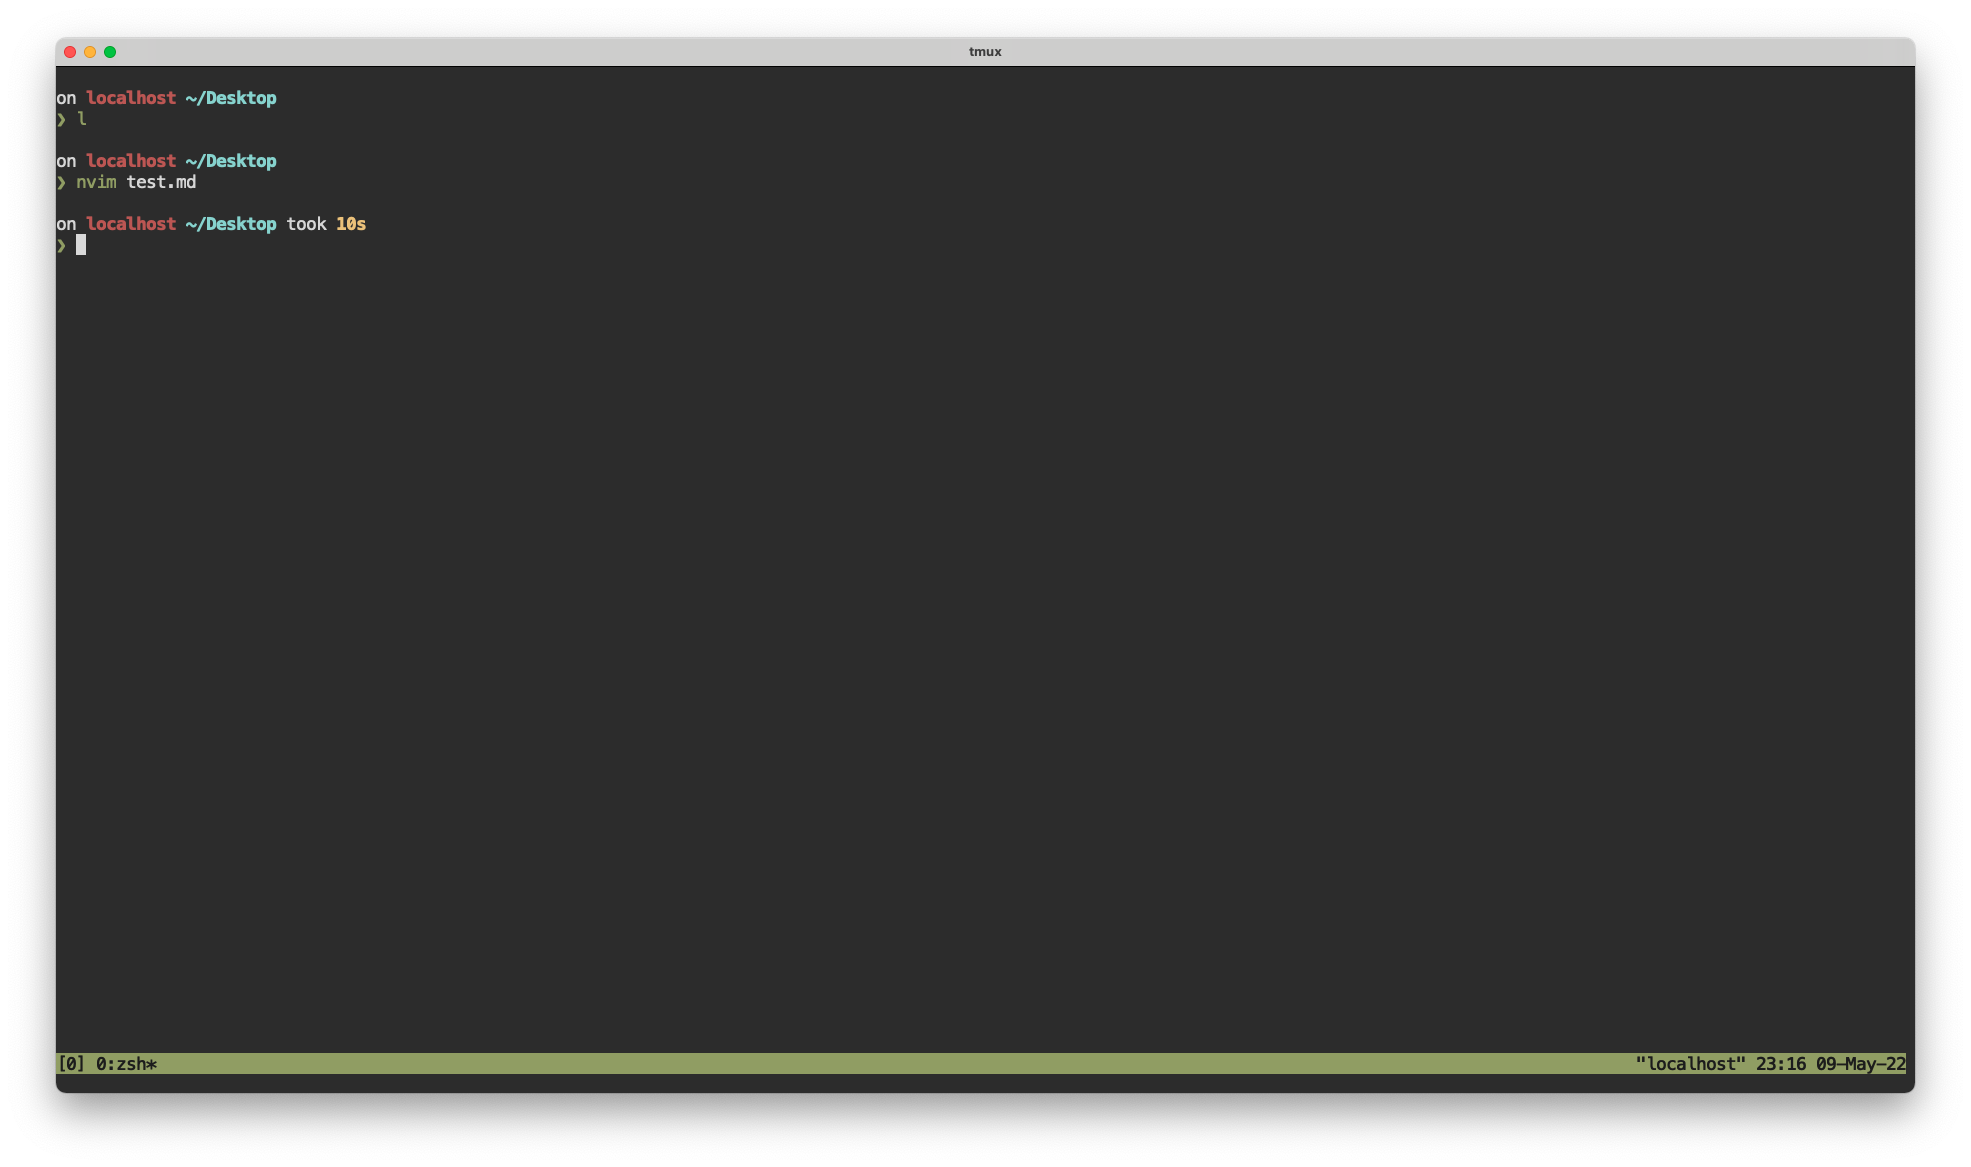 tmux
on localhost ~/Desktop
❯ l
on localhost ~/Desktop
❯ nvim test.md
on localhost ~/Desktop took 10s
❯
[0] 0:zsh* "localhost" 23:16 09-May-22